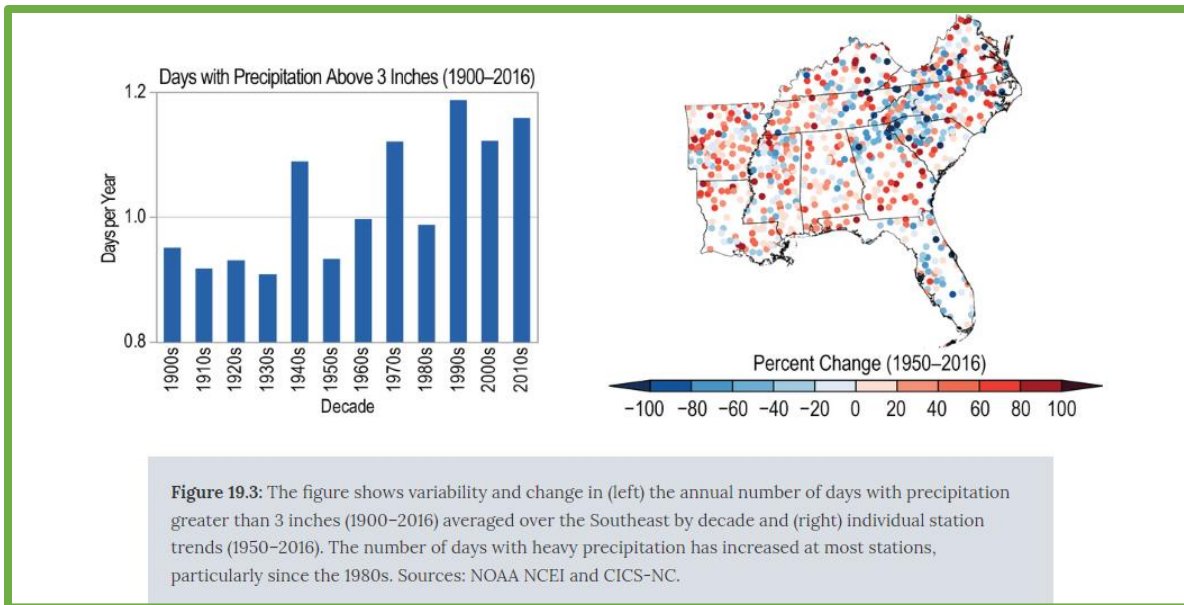 Days with Precipitation Above 3 Inches (1900–2016)
1.2
1.0
0.8
Days per Year
1900s 1910s 1920s 1930s 1940s 1950s 1960s 1970s 1980s 1990s 2000s 2010s
Decade
Percent Change (1950–2016)
−100 −80 −60 −40 −20 0 20 40 60 80 100
Figure 19.3: The figure shows variability and change in (left) the annual number of days with precipitation
greater than 3 inches (1900–2016) averaged over the Southeast by decade and (right) individual station
trends (1950–2016). The number of days with heavy precipitation has increased at most stations,
particularly since the 1980s. Sources: NOAA NCEI and CICS-NC.